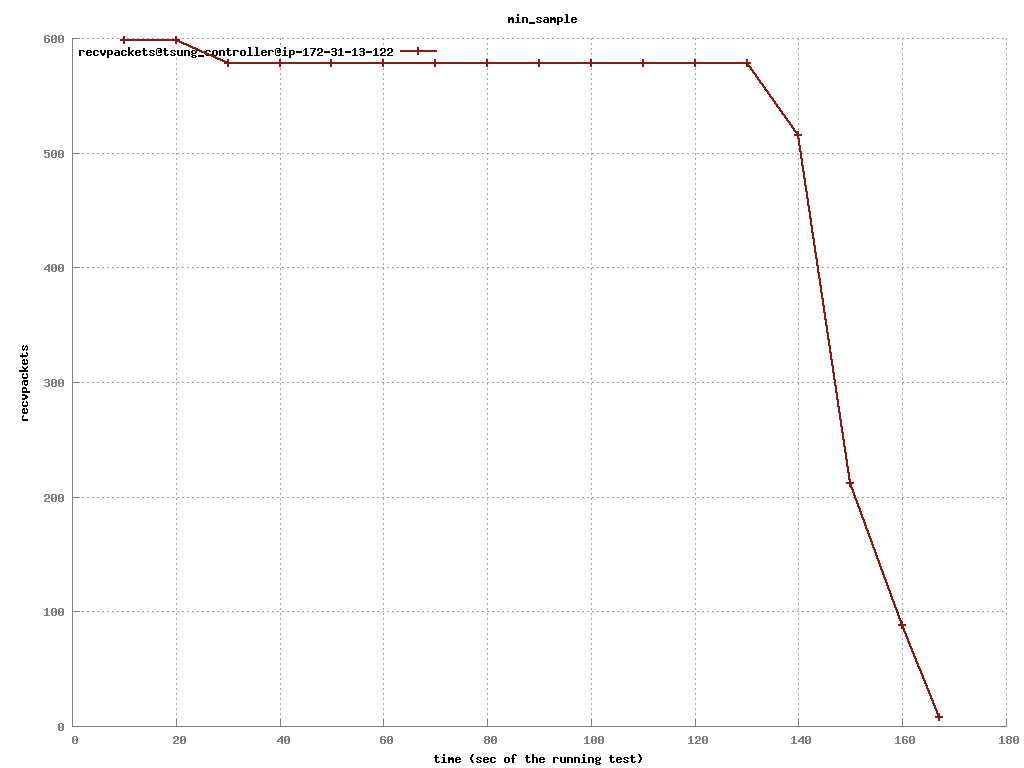 min_sample
600
recvpackets@tsung_controller@ip-172-31-13-122
500
400
300
200
100
0
recvpackets
0 20 40 60 80 100 120 140 160 180
time (sec of the running test)